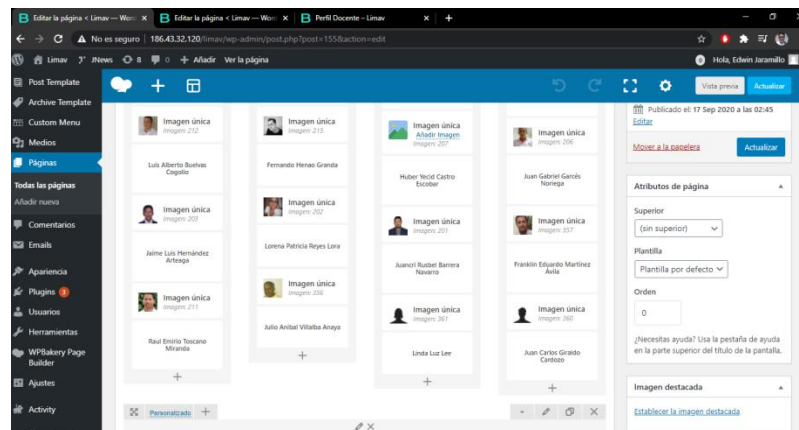 Editar la página < Limav — Word
Editar la página < Limav — Word
Perfil Docente – Limav
No es seguro | 186.43.32.120/limav/wp-admin/post.php?post=155&action=edit
Limav
JNews
8
0
Añadir
Ver la página
Hola, Edwin Jaramillo
Post Template
Archive Template
Custom Menu
Medios
Páginas
Todas las páginas
Añadir nueva
Comentarios
Emails
Apariencia
Plugins 3
Usuarios
Herramientas
WPBakery Page
Builder
Ajustes
Activity
Vista previa
Actualizar
Imagen única
Imagen: 212
Luis Alberto Buelvas
Cogollo
Imagen única
Imagen: 203
Jaime Luis Hernández
Arteaga
Imagen única
Imagen: 211
Raul Emirio Toscano
Miranda
Imagen única
Imagen: 215
Fernando Henao Granda
Imagen única
Imagen: 202
Lorena Patricia Reyes Lora
Imagen única
Imagen: 336
Julio Anibal Villalba Anaya
Imagen única
Añadir Imagen
Imagen: 207
Huber Yecid Castro
Escobar
Imagen única
Imagen: 201
Juancri Rusbel Barrera
Navarro
Imagen única
Imagen: 361
Linda Luz Lee
Imagen única
Imagen: 206
Juan Gabriel Garcés
Noriega
Imagen única
Imagen: 357
Franklin Eduardo Martínez
Ávila
Imagen única
Imagen: 360
Juan Carlos Giraldo
Cardozo
Personalizado
Publicado el: 17 Sep 2020 a las 02:45
Editar
Mover a la papelera
Actualizar
Atributos de página
Superior
(sin superior)
Plantilla
Plantilla por defecto
Orden
0
¿Necesitas ayuda? Usa la pestaña de ayuda
en la parte superior del título de la pantalla.
Imagen destacada
Establecer la imagen destacada